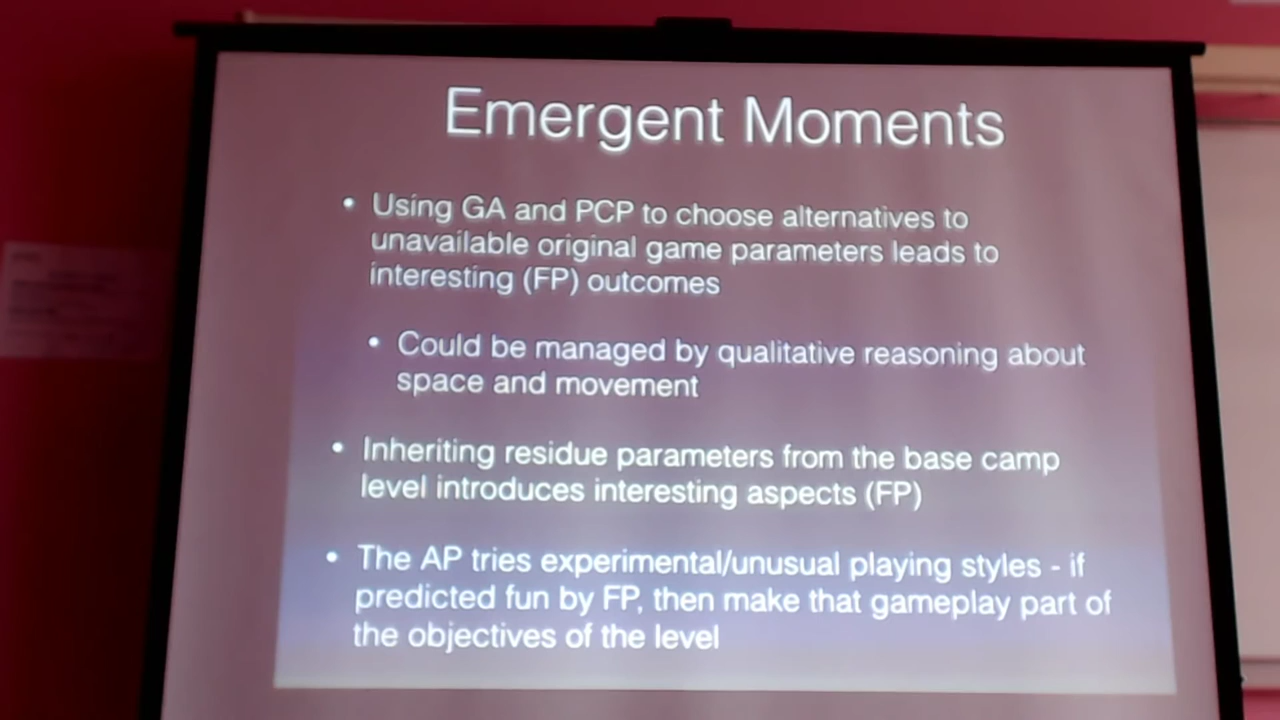 Emergent Moments
• Using GA and PCP to choose alternatives to
unavailable original game parameters leads to
interesting (FP) outcomes
• Could be managed by qualitative reasoning about
space and movement
• Inheriting residue parameters from the base camp
level introduces interesting aspects (FP)
• The AP tries experimental/unusual playing styles - if
predicted fun by FP, then make that gameplay part of
the objectives of the level